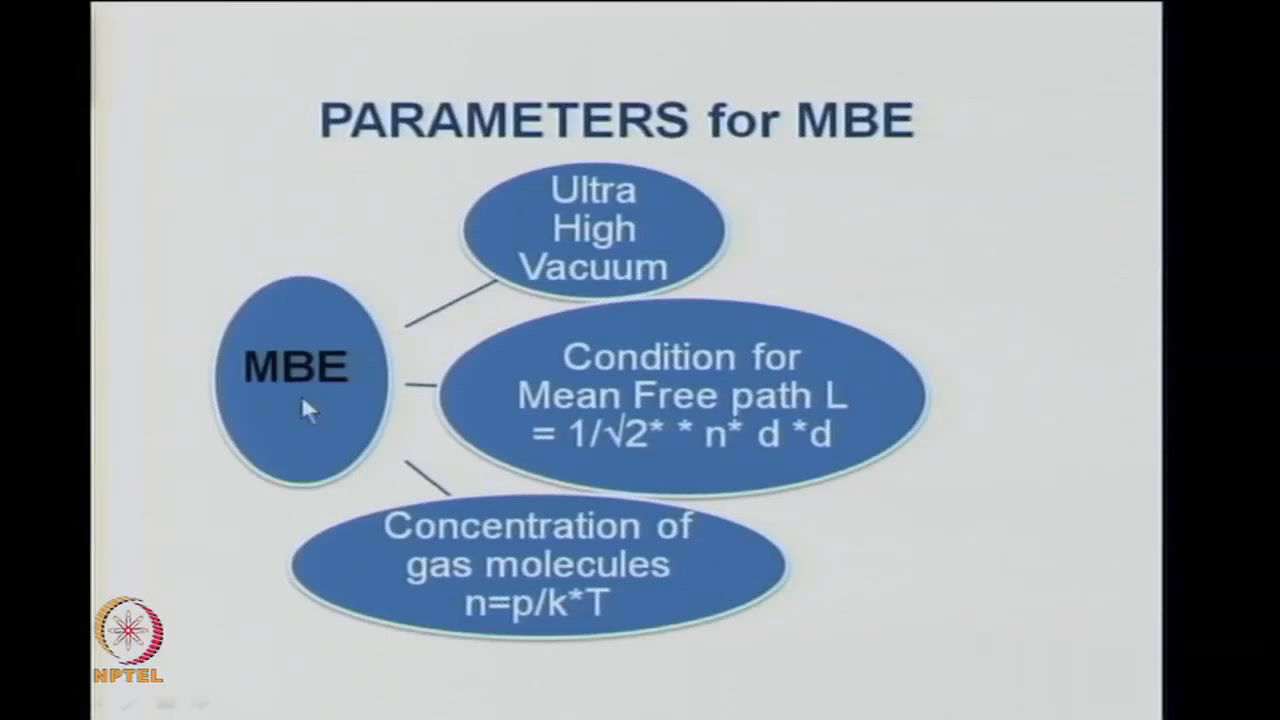 PARAMETERS for MBE
Ultra
High
Vacuum
MBE
Condition for
Mean Free path L
= 1/√2* * n* d *d
Concentration of
gas molecules
n=p/k*T
NPTEL